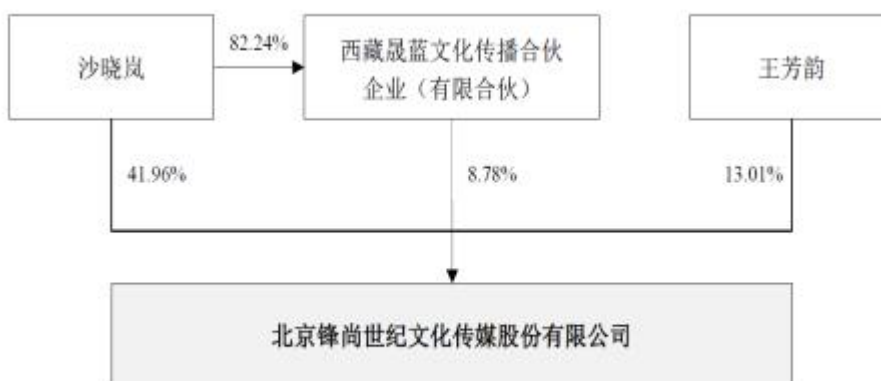 82.24%
沙晓岚
西藏晟蓝文化传播合伙
企业（有限合伙）
王芳韵
41.96%
8.78%
13.01%
北京锋尚世纪文化传媒股份有限公司